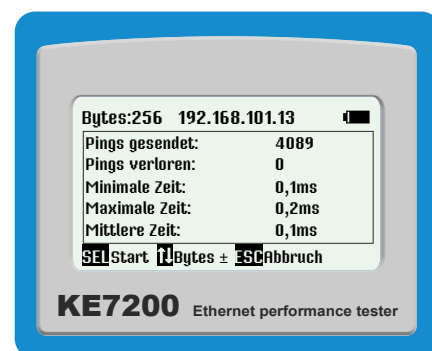 Bytes:256 192.168.101.13
Pings gesendet: 4089
Pings verloren: 0
Minimale Zeit: 0,1ms
Maximale Zeit: 0,2ms
Mittlere Zeit: 0,1ms
SEL Start ↑↓Bytes ± ESC Abbruch
KE7200 Ethernet performance tester